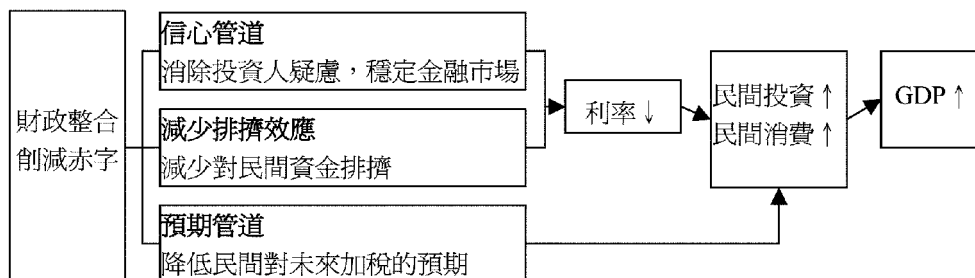 財政整合
削減赤字
信心管道
消除投資人疑慮，穩定金融市場
減少排擠效應
減少對民間資金排擠
預期管道
降低民間對未來加稅的預期
利率↓
民間投資↑
民間消費↑
GDP↑